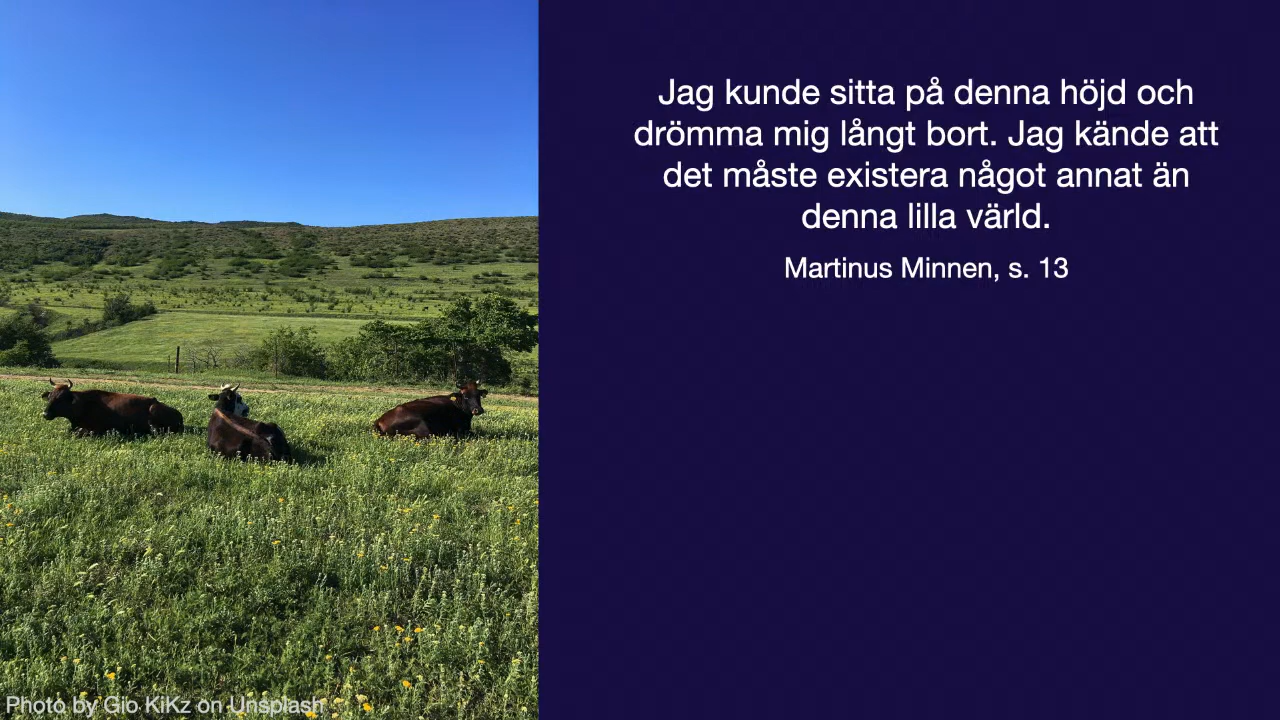 Jag kunde sitta på denna höjd och
drömma mig långt bort. Jag kände att
det måste existera något annat än
denna lilla värld.
Martinus Minnen, s. 13
Photo by Gio KiKz on Unsplash